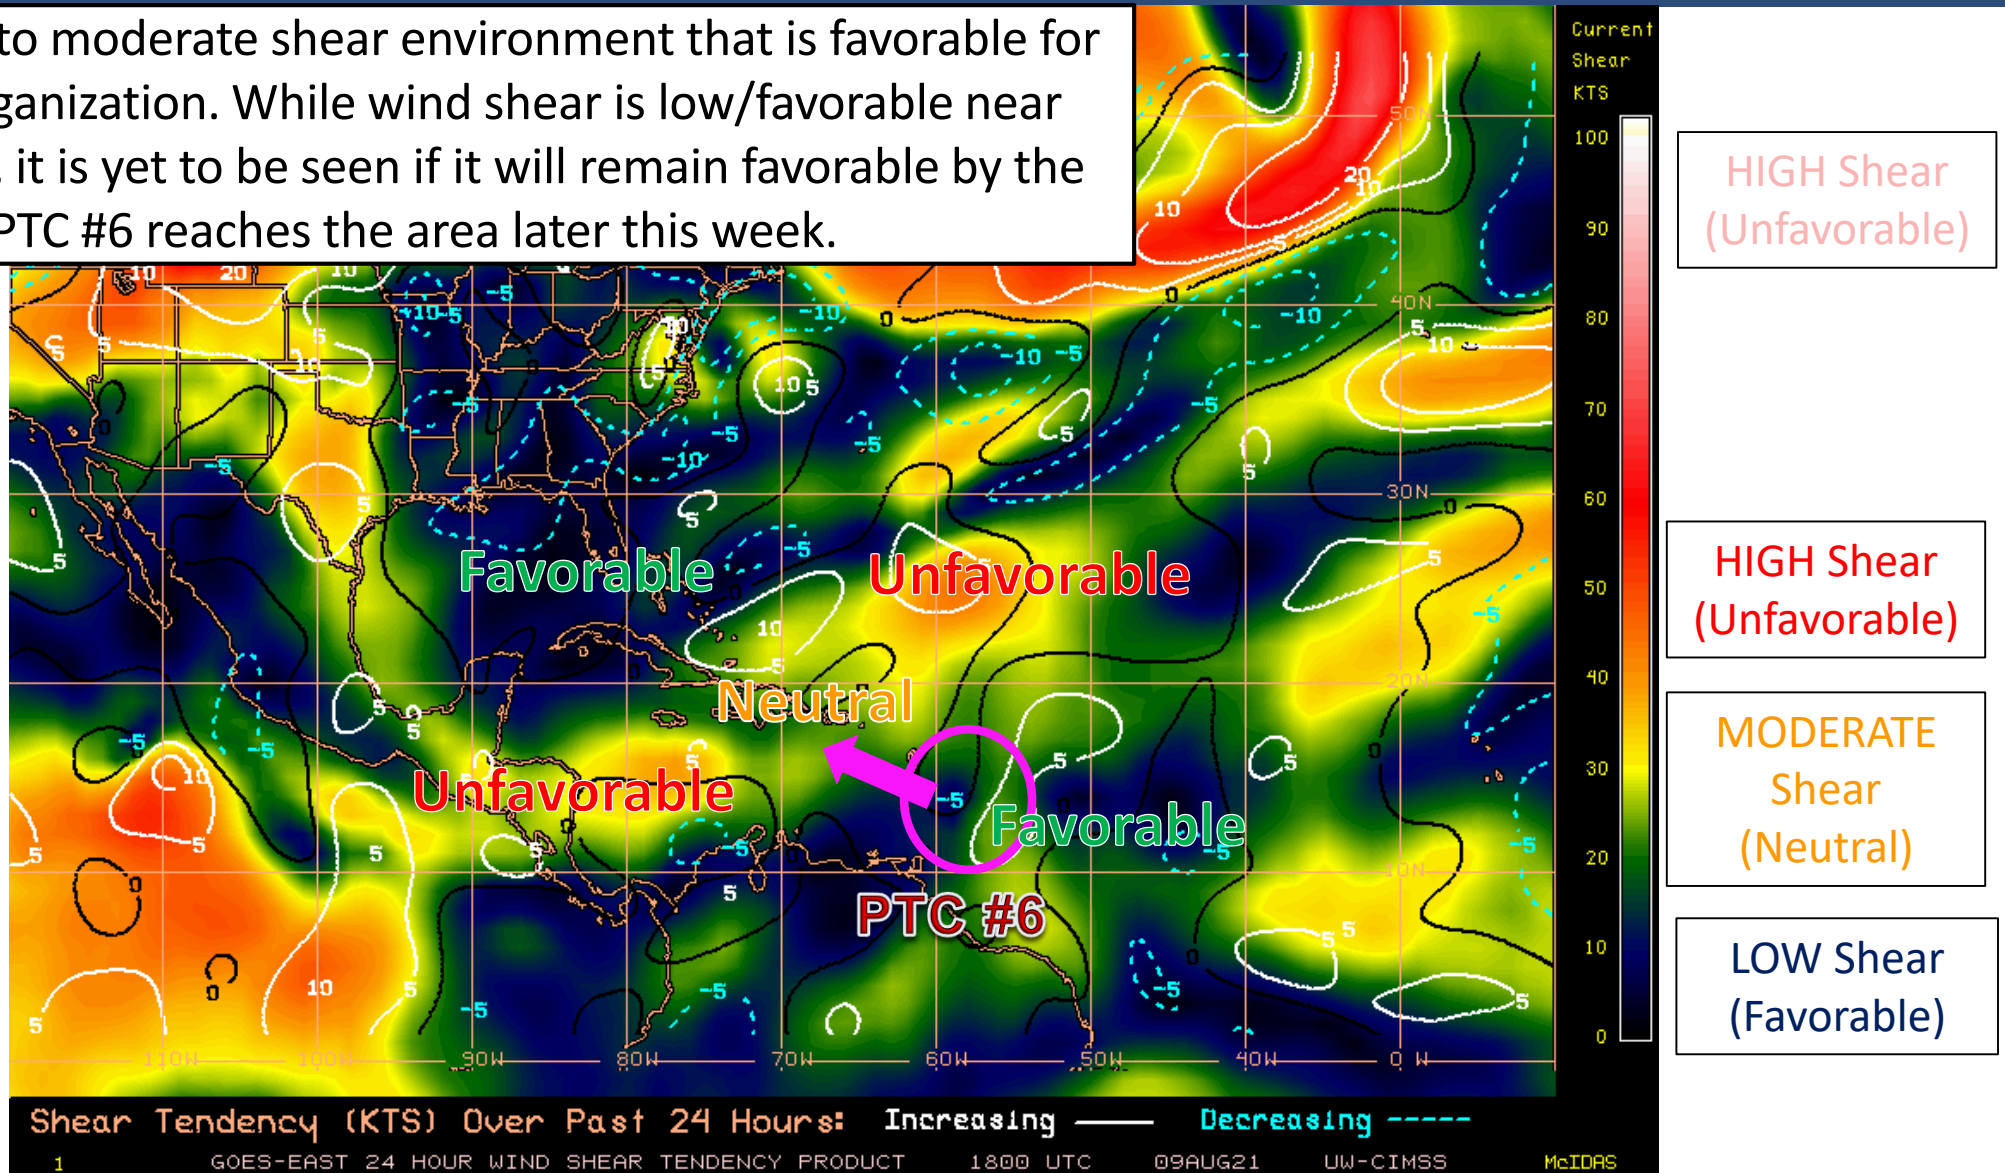 to moderate shear environment that is favorable for
ganization. While wind shear is low/favorable near
it is yet to be seen if it will remain favorable by the
PTC #6 reaches the area later this week.
Current
Shear
KTS
100
90
80
70
60
50
40
30
20
10
0
HIGH Shear
(Unfavorable)
HIGH Shear
(Unfavorable)
MODERATE
Shear
(Neutral)
LOW Shear
(Favorable)
50N
40N
30N
20N
10N
Favorable
Unfavorable
Neutral
Unfavorable
Favorable
PTC #6
110W 100W 90W 80W 70W 60W 50W 40W 0 W
Shear Tendency (KTS) Over Past 24 Hours: Increasing Decreasing -----
1 GOES-EAST 24 HOUR WIND SHEAR TENDENCY PRODUCT 1800 UTC 09AUG21 UW-CIMSS McIDAS